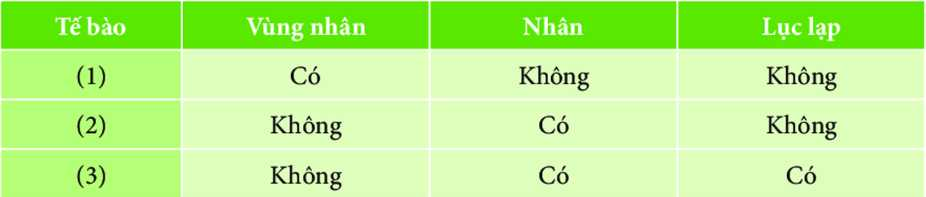 Tế bào Vùng nhân Nhân Lục lạp
(1) Có Không Không
(2) Không Có Không
(3) Không Có Có